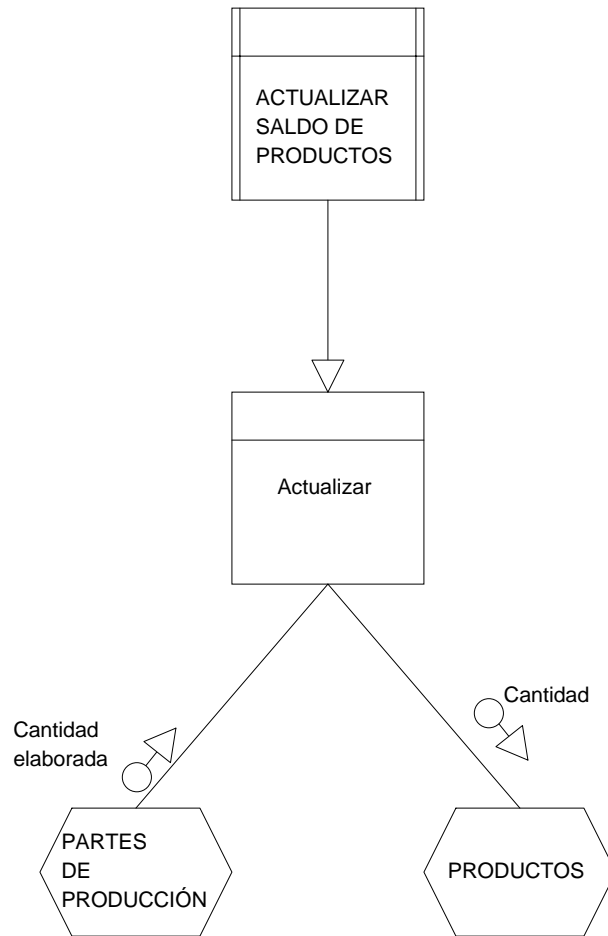 ACTUALIZAR
SALDO DE
PRODUCTOS
Actualizar
Cantidad
elaborada
Cantidad
PARTES
DE
PRODUCCIÓN
PRODUCTOS